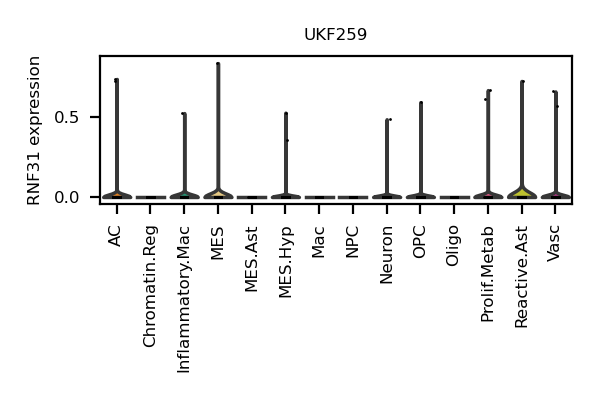 UKF259
RNF31 expression
0.5
0.0
AC
Chromatin.Reg
Inflammatory.Mac
MES
MES.Ast
MES.Hyp
Mac
NPC
Neuron
OPC
Oligo
Prolif.Metab
Reactive.Ast
Vasc